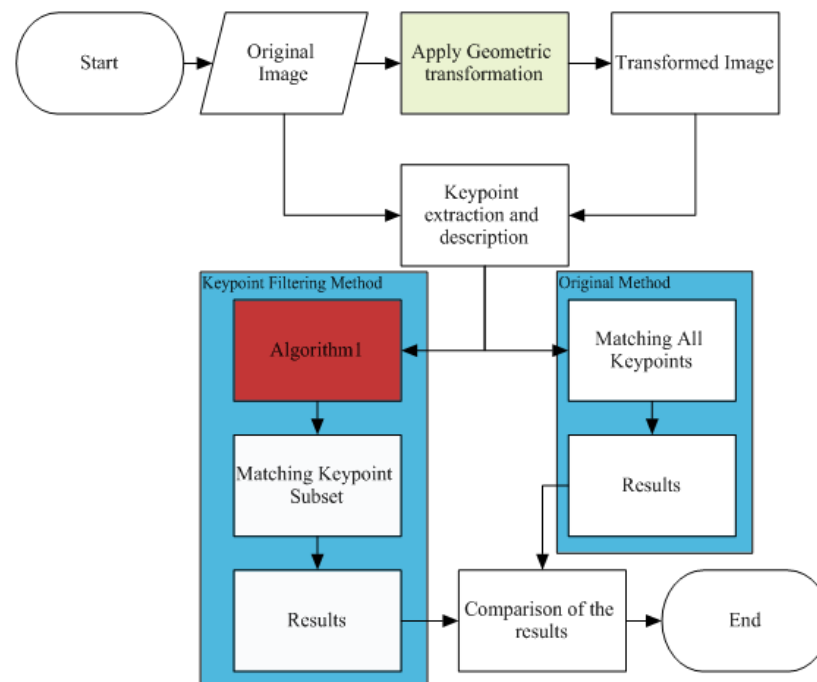 Start
Original
Image
Apply Geometric
transformation
Transformed Image
Keypoint
extraction and
description
Keypoint Filtering Method
Algorithm1
Matching Keypoint
Subset
Results
Original Method
Matching All
Keypoints
Results
Comparison of the
results
End